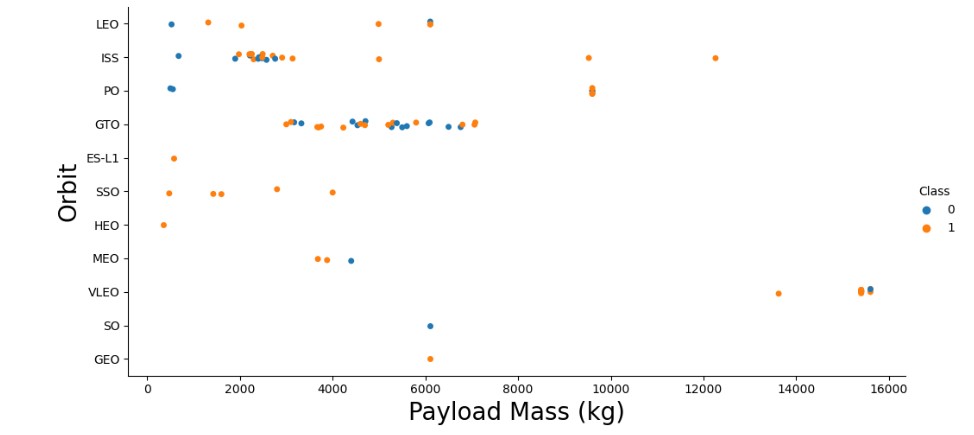 LEO
ISS
PO
GTO
ES-L1
SSO
HEO
MEO
VLEO
SO
GEO
Orbit
0 2000 4000 6000 8000 10000 12000 14000 16000
Payload Mass (kg)
Class
0
1